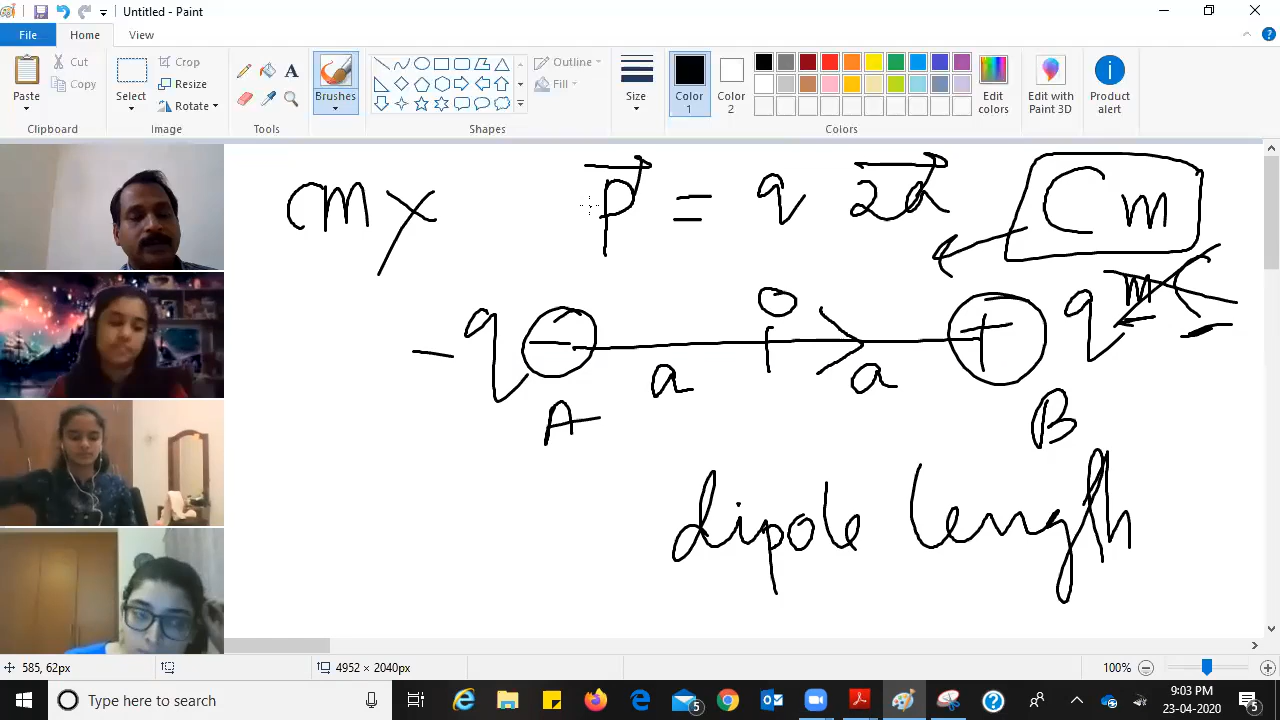 Untitled - Paint
File Home View
Paste Cut Copy Clipboard
Select Crop Resize Rotate Image
Tools
Brushes
Shapes Outline Fill
Size
Color 1 Color 2 Colors
Edit colors
Edit with Paint 3D
Product alert
p = q 2a Cm
O
-q - + q m C
a a
A B
dipole length
585, 62px 4952 × 2040px 100%
Type here to search 5 9:03 PM
23-04-2020 5